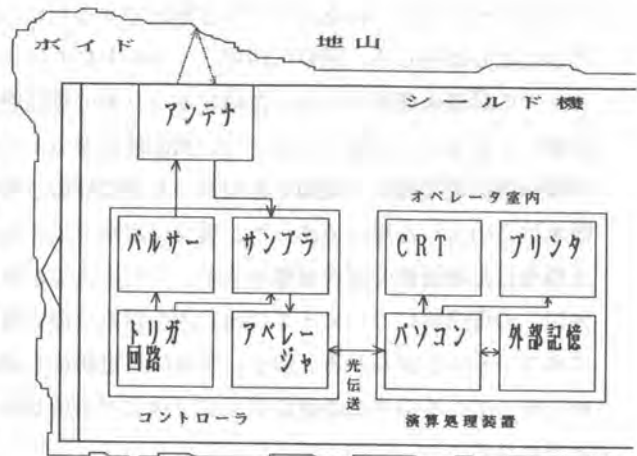 ボイド
地山
シールド機
アンテナ
オペレータ室内
パルサー
サンプラ
CRT
プリンタ
トリガ
回路
アベレー
ジャ
パソコン
外部記憶
光伝送
コントローラ
演算処理装置